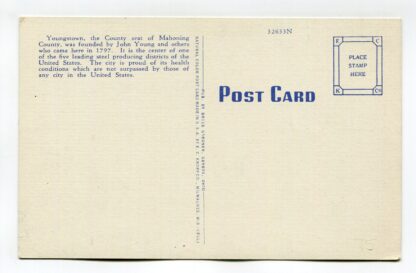 Youngstown, the County seat of Mahoning
County, was founded by John Young and others
who came here in 1797. It is the center of one
of the five leading steel producing districts of the
United States. The city is proud of its health
conditions which are not surpassed by those of
any city in the United States.
32633N
POST CARD
E C
PLACE
STAMP
HERE
K Co